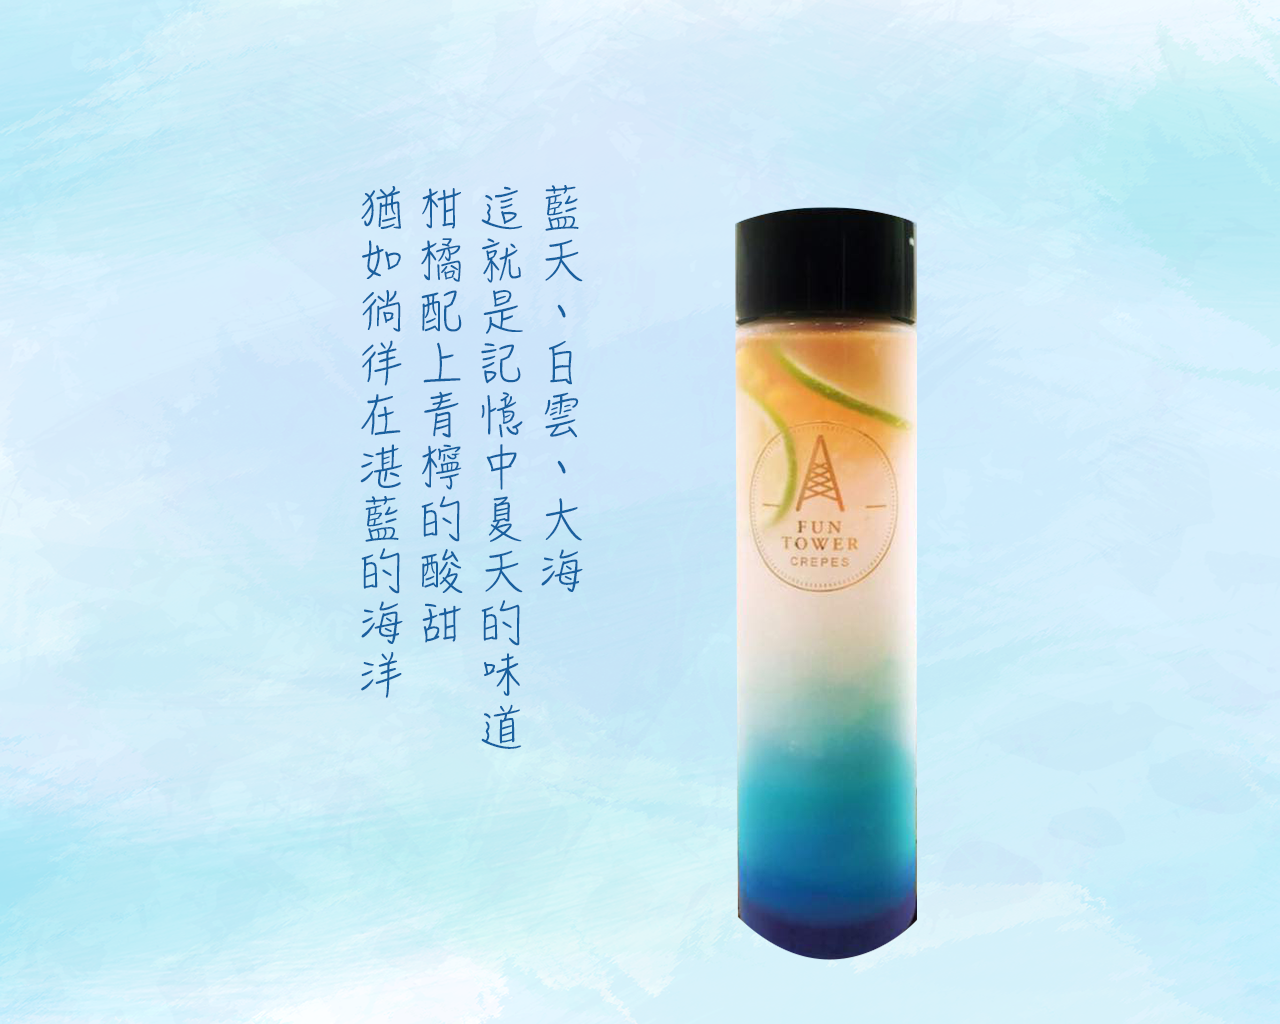 藍天、白雲、大海
這就是記憶中夏天的味道
柑橘配上青檸的酸甜
猶如徜徉在湛藍的海洋
FUN
TOWER
CREPES